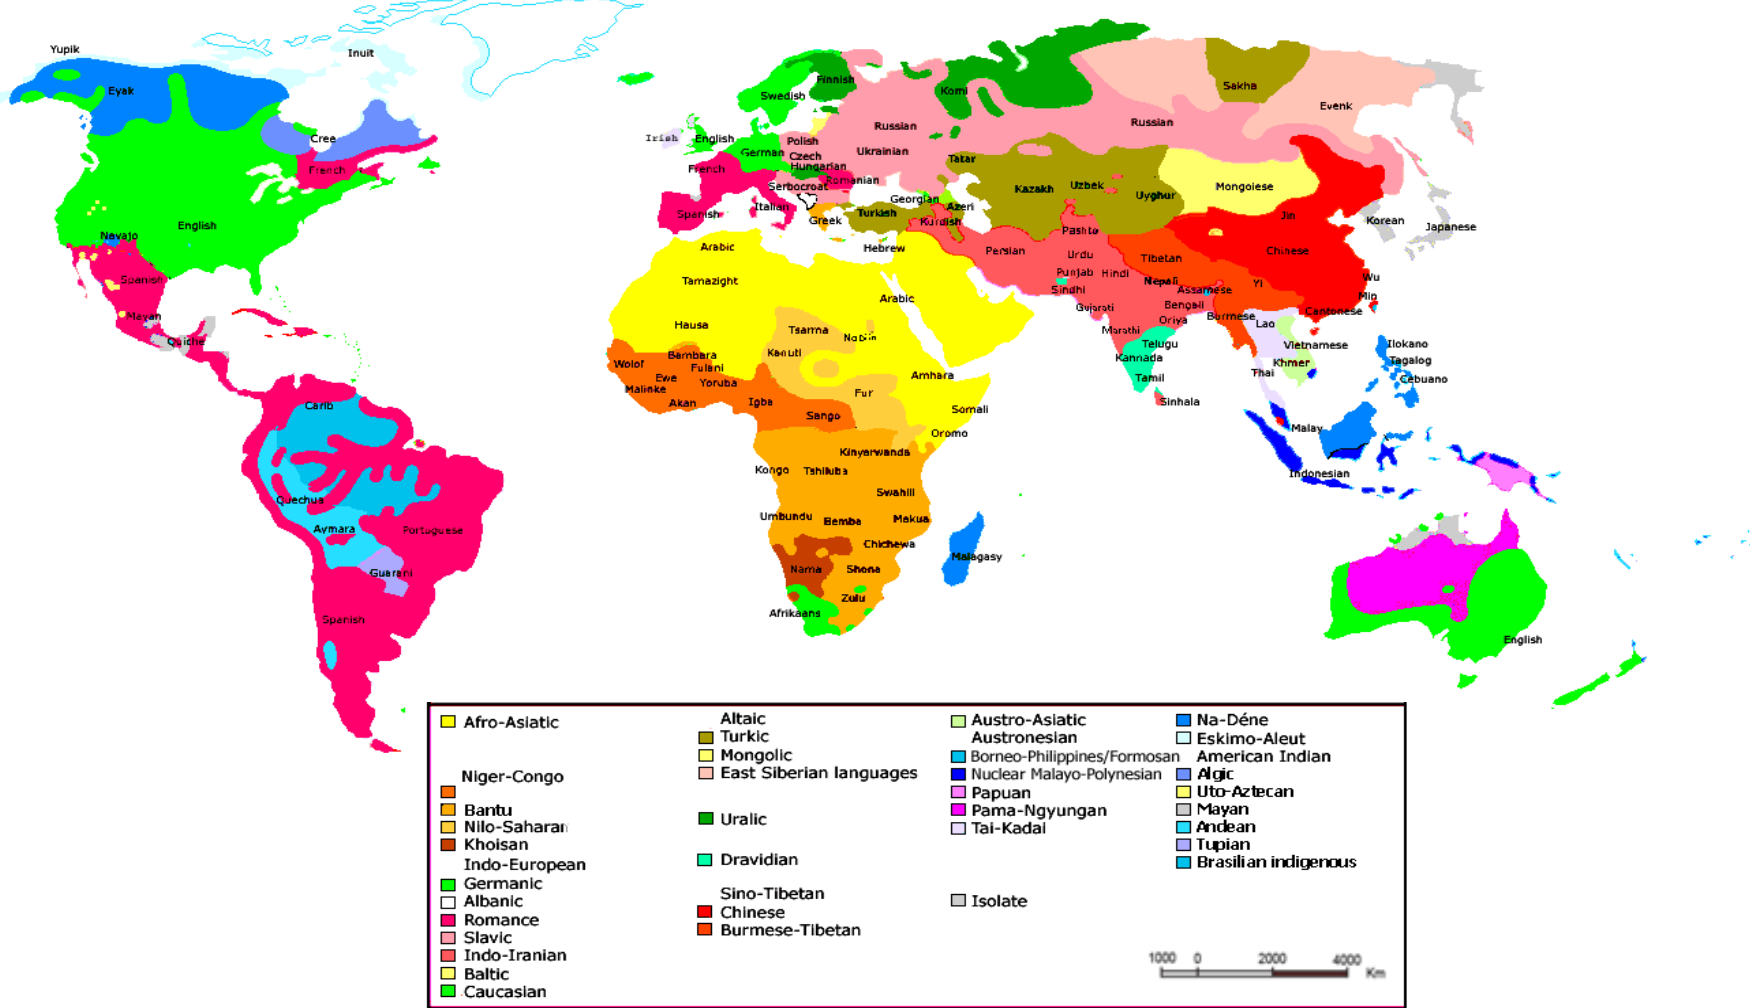 Yupik
Inuit
Eyak
Cree
French
English
Navajo
Spanish
Mayan
Quiche
Carib
Quechua
Aymara
Portuguese
Guarani
Spanish
Finnish
Swedish
Komi
Sakha
Evenk
Russian
Russian
Irish
English
Polish
German
Czech
Ukrainian
Hungarian
Tatar
French
Romanian
Serbocroat
Kazakh
Uzbek
Uyghur
Mongolese
Georgian
Azeri
Italian
Spanish
Greek
Turkish
Kurdish
Jin
Korean
Japanese
Pashto
Arabic
Hebrew
Persian
Urdu
Tibetan
Chinese
Tamazight
Punjab
Hindi
Nepali
Yi
Wu
Sindhi
Assamese
Min
Arabic
Gujarati
Bengali
Cantonese
Oriya
Burmese
Hausa
Tsarma
Marathi
Lao
Telugu
Vietnamese
Ilokano
Kanuti
Bambara
Kannada
Khmer
Tagalog
Wolof
Fulani
Thai
Ewe
Yoruba
Amhara
Tamil
Cebuano
Malinke
Fur
Akan
Igba
Sango
Somali
Sinhala
Oromo
Malay
Kinyarwanda
Kongo
Tshiluba
Indonesian
Swahili
Umbundu
Bemba
Makua
Chichewa
Malagasy
Nama
Shona
Zulu
Afrikaans
English
Afro-Asiatic
Niger-Congo
Bantu
Nilo-Saharan
Khoisan
Indo-European
Germanic
Albanic
Romance
Slavic
Indo-Iranian
Baltic
Caucasian
Altaic
Turkic
Mongolic
East Siberian languages
Uralic
Dravidian
Sino-Tibetan
Chinese
Burmese-Tibetan
Austro-Asiatic
Austronesian
Borneo-Philippines/Formosan
Nuclear Malayo-Polynesian
Papuan
Pama-Ngyungan
Tai-Kadai
Isolate
Na-Déne
Eskimo-Aleut
American Indian
Algic
Uto-Aztecan
Mayan
Andean
Tupian
Brasilian indigenous
1000 0 2000 4000
Km